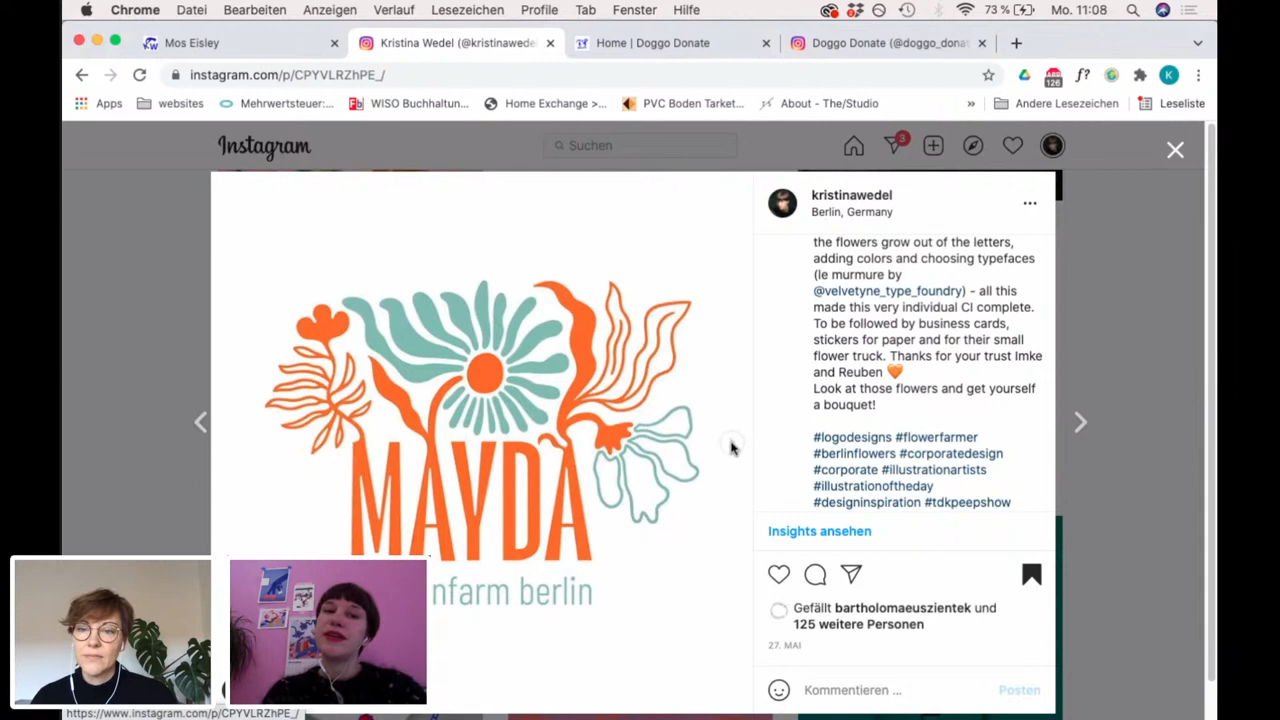 Chrome Datei Bearbeiten Anzeigen Verlauf Lesezeichen Profile Tab Fenster Hilfe 73 % Mo. 11:08
Mos Eisley
Kristina Wedel (@kristinawede
Home | Doggo Donate
Doggo Donate (@doggo_donat
instagram.com/p/CPYVLRZhPE_/
126
f?
K
Apps websites Mehrwertsteuer:... WISO Buchhaltun... Home Exchange >... PVC Boden Tarket... About - The/Studio » Andere Lesezeichen Leseliste
Instagram
Suchen
3
kristinawedel
Berlin, Germany
the flowers grow out of the letters,
adding colors and choosing typefaces
(le murmure by
@velvetyne_type_foundry) - all this
made this very individual CI complete.
To be followed by business cards,
stickers for paper and for their small
flower truck. Thanks for your trust Imke
and Reuben 🧡
Look at those flowers and get yourself
a bouquet!
#logodesigns #flowerfarmer
#berlinflowers #corporatedesign
#corporate #illustrationartists
#illustrationoftheday
#designinspiration #tdkpeepshow
MAYDA
nfarm berlin
Insights ansehen
Gefällt bartholomaeuszientek und
125 weitere Personen
27. MAI
Kommentieren ...
Posten
https://www.instagram.com/p/CPYVLRZhPE_/